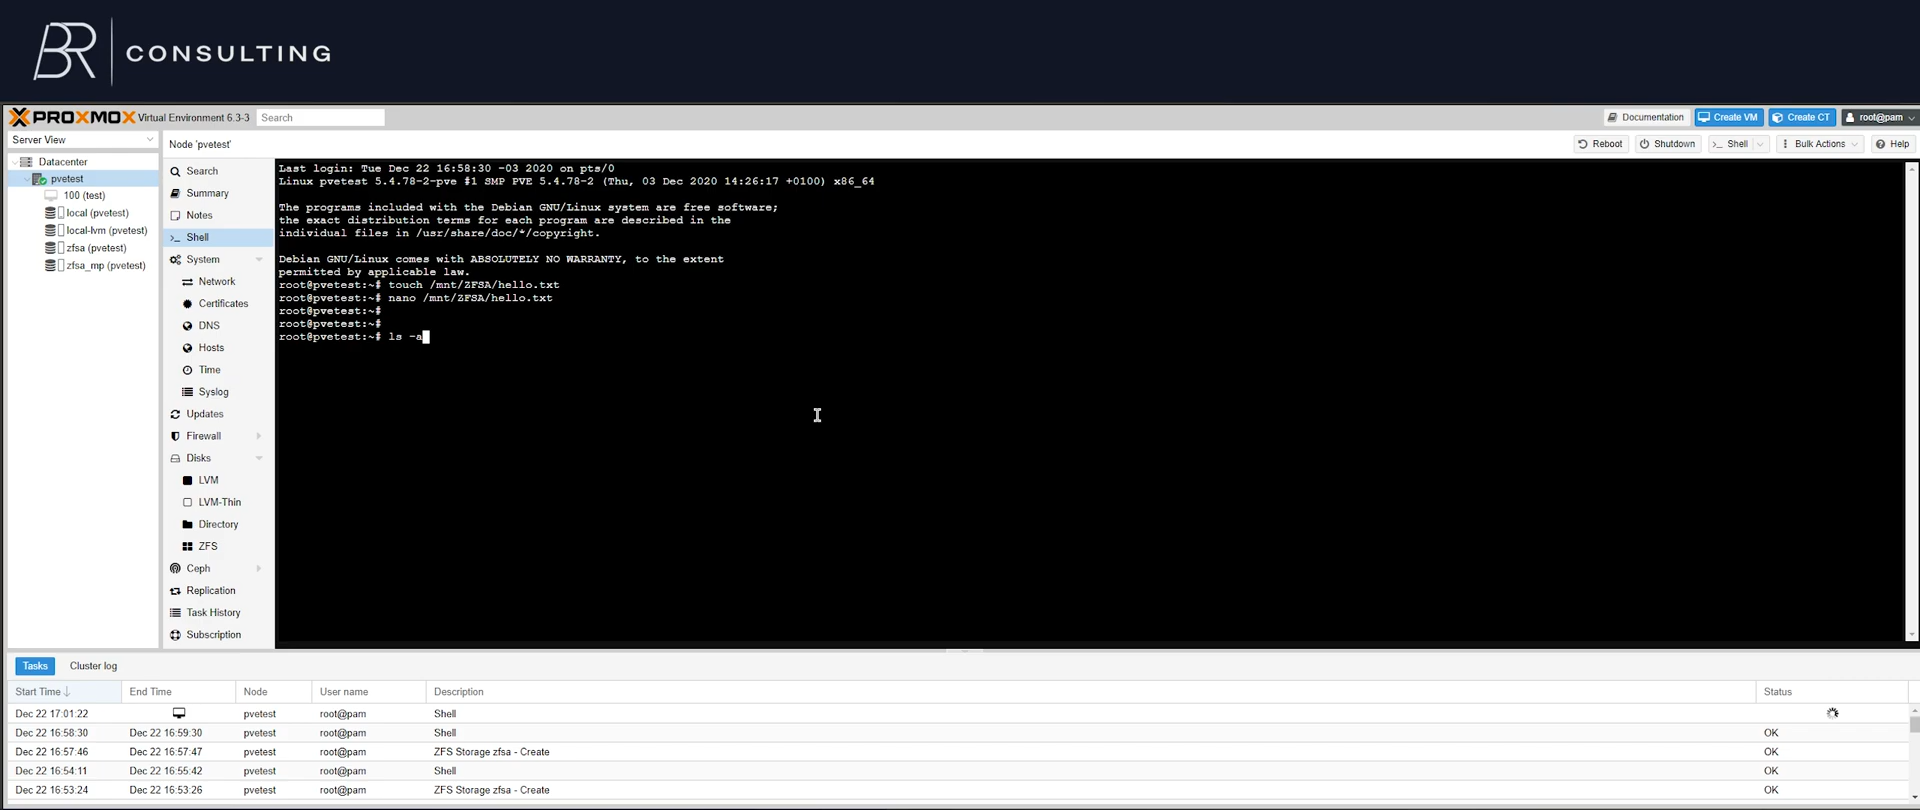 BR CONSULTING
PROXMOX Virtual Environment 6.3-3 Search Documentation Create VM Create CT root@pam
Server View Node 'pvetest' Reboot Shutdown >_ Shell Bulk Actions Help
Datacenter
pvetest
100 (test)
local (pvetest)
local-lvm (pvetest)
zfsa (pvetest)
zfsa_mp (pvetest)
Search
Summary
Notes
>_ Shell
System
Network
Certificates
DNS
Hosts
Time
Syslog
Updates
Firewall
Disks
LVM
LVM-Thin
Directory
ZFS
Ceph
Replication
Task History
Subscription
Last login: Tue Dec 22 16:58:30 -03 2020 on pts/0
Linux pvetest 5.4.78-2-pve #1 SMP PVE 5.4.78-2 (Thu, 03 Dec 2020 14:26:17 +0100) x86_64
The programs included with the Debian GNU/Linux system are free software;
the exact distribution terms for each program are described in the
individual files in /usr/share/doc/*/copyright.
Debian GNU/Linux comes with ABSOLUTELY NO WARRANTY, to the extent
permitted by applicable law.
root@pvetest:~# touch /mnt/ZFSA/hello.txt
root@pvetest:~# nano /mnt/ZFSA/hello.txt
root@pvetest:~#
root@pvetest:~#
root@pvetest:~# ls -a
Tasks Cluster log
Start Time End Time Node User name Description Status
Dec 22 17:01:22 pvetest root@pam Shell
Dec 22 16:58:30 Dec 22 16:59:30 pvetest root@pam Shell OK
Dec 22 16:57:46 Dec 22 16:57:47 pvetest root@pam ZFS Storage zfsa - Create OK
Dec 22 16:54:11 Dec 22 16:55:42 pvetest root@pam Shell OK
Dec 22 16:53:24 Dec 22 16:53:26 pvetest root@pam ZFS Storage zfsa - Create OK